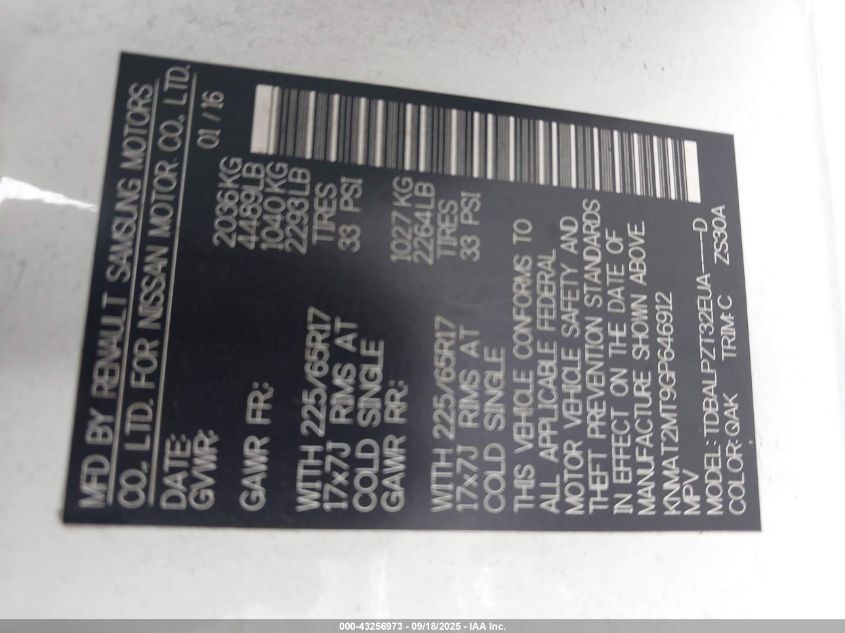 MFD BY RENAULT SAMSUNG MOTORS
CO., LTD. FOR NISSAN MOTOR CO., LTD.
DATE: 01 / 16
GVWR: 2036KG
4489LB
GAWR FR: 1040KG
2293LB
WITH 225/65R17 TIRES
17x7J RIMS AT 33 PSI
COLD SINGLE
GAWR RR: 1027KG
2264LB
WITH 225/65R17 TIRES
17x7J RIMS AT 33 PSI
COLD SINGLE
THIS VEHICLE CONFORMS TO
ALL APPLICABLE FEDERAL
MOTOR VEHICLE SAFETY AND
THEFT PREVENTION STANDARDS
IN EFFECT ON THE DATE OF
MANUFACTURE SHOWN ABOVE.
KNMAT2MT9GP646912
MPV
MODEL: TDBALPZT32EUA-----D
COLOR: QAK TRIM: C ZS30A
000-43256973 - 09/18/2025 - IAA Inc.